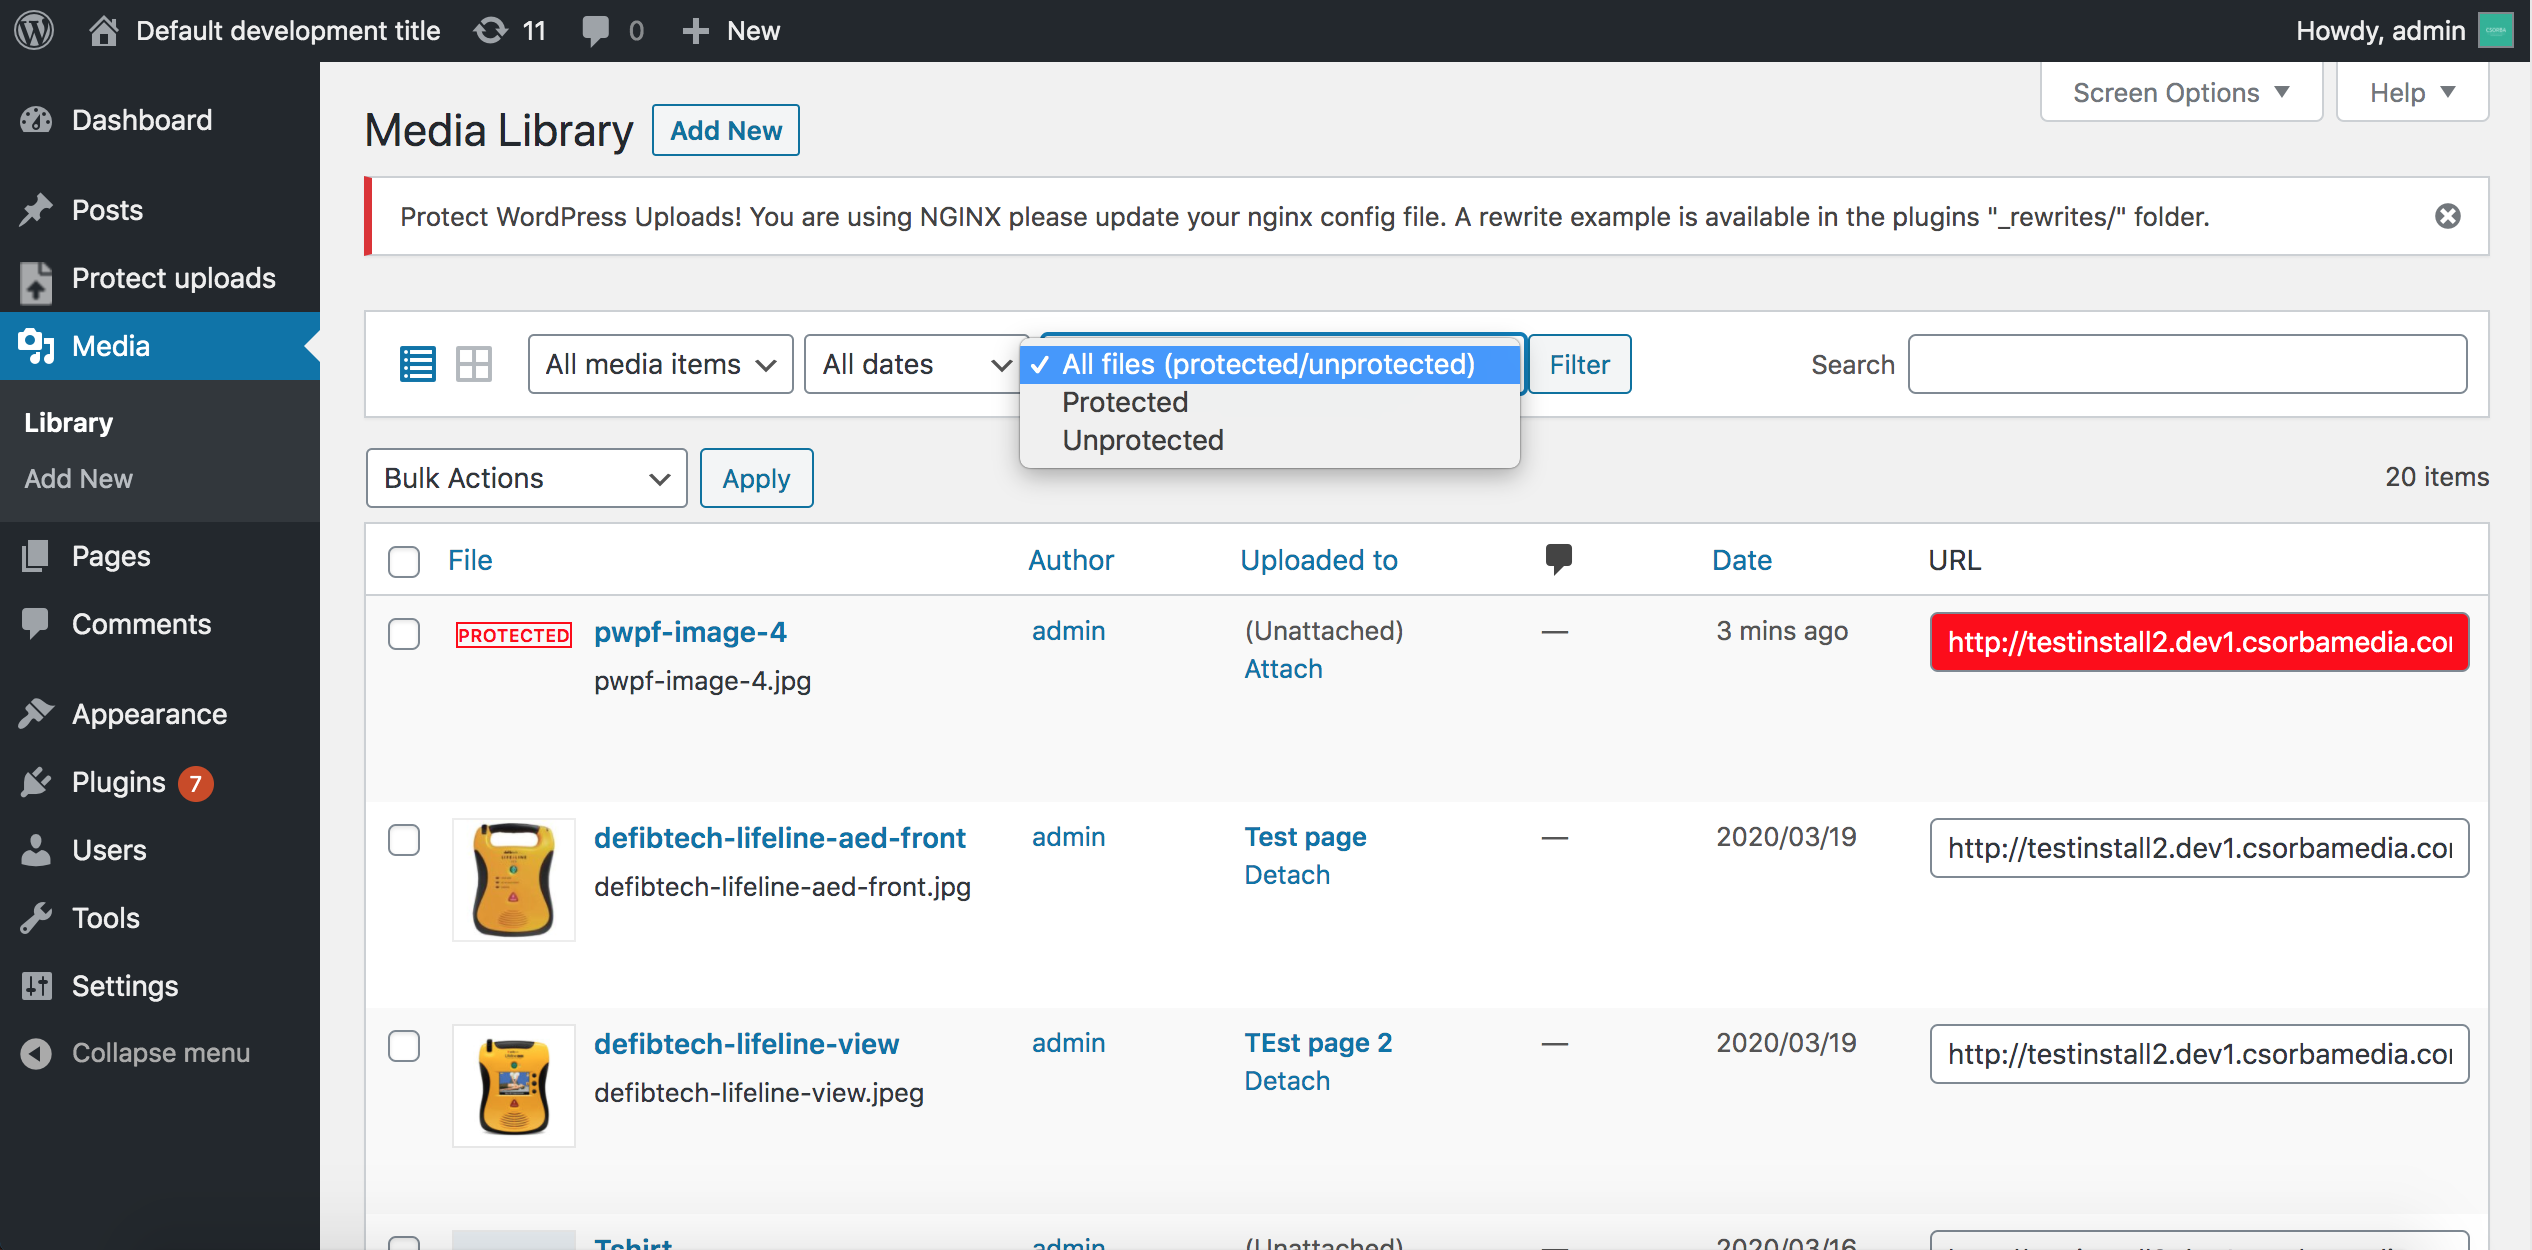 Default development title 11 0 New Howdy, admin
Screen Options Help
Dashboard
Posts
Protect uploads
Media
Library
Add New
Pages
Comments
Appearance
Plugins 7
Users
Tools
Settings
Collapse menu
Media Library Add New
Protect WordPress Uploads! You are using NGINX please update your nginx config file. A rewrite example is available in the plugins "_rewrites/" folder.
All media items All dates All files (protected/unprotected) Filter Search
Protected
Unprotected
Bulk Actions Apply 20 items
File Author Uploaded to Date URL
PROTECTED pwpf-image-4 admin (Unattached) — 3 mins ago http://testinstall2.dev1.csorbamedia.co
pwpf-image-4.jpg Attach
defibtech-lifeline-aed-front admin Test page — 2020/03/19 http://testinstall2.dev1.csorbamedia.co
defibtech-lifeline-aed-front.jpg Detach
defibtech-lifeline-view admin TEst page 2 — 2020/03/19 http://testinstall2.dev1.csorbamedia.co
defibtech-lifeline-view.jpeg Detach
Tshirt admin (Unattached) — 2020/03/16